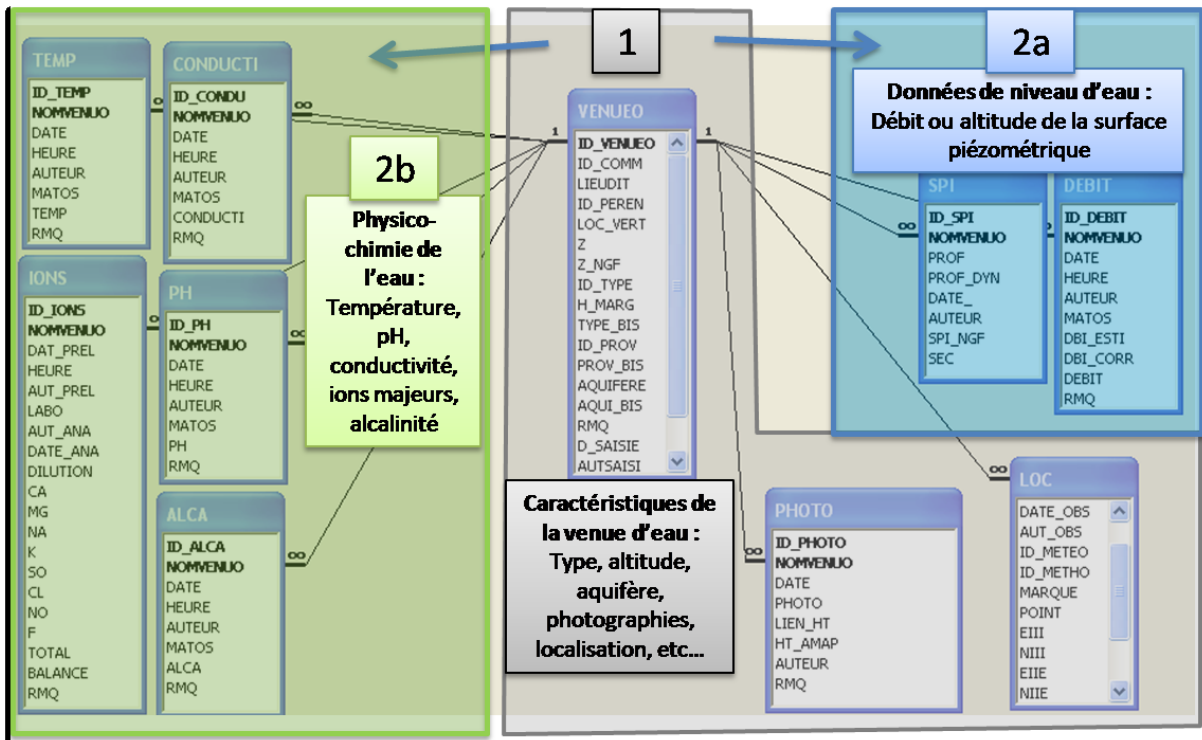 1
2a
Données de niveau d'eau :
Débit ou altitude de la surface
piézométrique
2b
Physico-
chimie de
l'eau :
Température,
pH,
conductivité,
ions majeurs,
alcalinité
Caractéristiques de
la venue d'eau :
Type, altitude,
aquifère,
photographies,
localisation, etc...
TEMP
ID_TEMP
NOMVENUO
DATE
HEURE
AUTEUR
MATOS
TEMP
RMQ
CONDUCTI
ID_CONDU
NOMVENUO
DATE
HEURE
AUTEUR
MATOS
CONDUCTI
RMQ
IONS
ID_IONS
NOMVENUO
DAT_PREL
HEURE
AUT_PREL
LABO
AUT_ANA
DATE_ANA
DILUTION
CA
MG
NA
K
SO
CL
NO
F
TOTAL
BALANCE
RMQ
PH
ID_PH
NOMVENUO
DATE
HEURE
AUTEUR
MATOS
PH
RMQ
ALCA
ID_ALCA
NOMVENUO
DATE
HEURE
AUTEUR
MATOS
ALCA
RMQ
VENUEO
ID_VENUEO
ID_COMM
LIEUDIT
ID_PEREN
LOC_VERT
Z
Z_NGF
ID_TYPE
H_MARG
TYPE_BIS
ID_PROV
PROV_BIS
AQUIFERE
AQUI_BIS
RMQ
D_SAISIE
AUTSAISI
SPI
ID_SPI
NOMVENUO
PROF
PROF_DYN
DATE_
AUTEUR
SPI_NGF
SEC
DEBIT
ID_DEBIT
NOMVENUO
DATE
HEURE
AUTEUR
MATOS
DBI_ESTI
DBI_CORR
DEBIT
RMQ
PHOTO
ID_PHOTO
NOMVENUO
DATE
PHOTO
LIEN_HT
HT_AMAP
AUTEUR
RMQ
LOC
DATE_OBS
AUT_OBS
ID_METEO
ID_METHO
MARQUE
POINT
EIII
NIII
EIIE
NIIE
1
1
∞
∞
∞
∞
∞
∞
∞
∞
∞